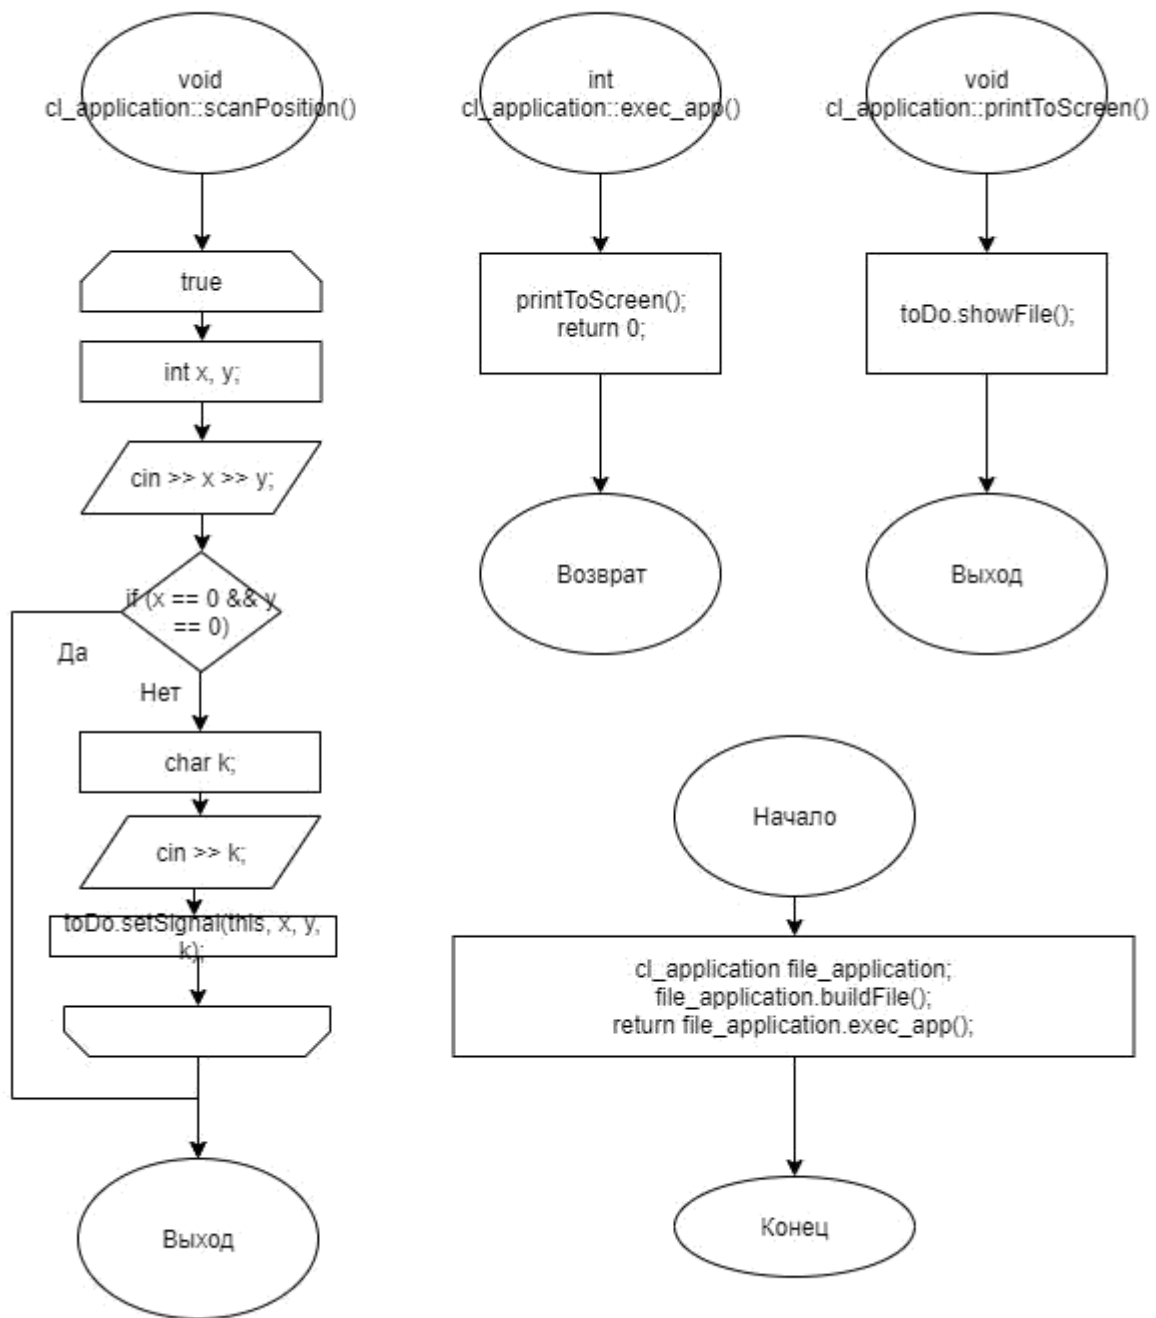 void
cl_application::scanPosition()
true
int x, y;
cin >> x >> y;
if (x == 0 && y
== 0)
Да
Нет
char k;
cin >> k;
toDo.setSignal(this, x, y,
k);
Выход
int
cl_application::exec_app()
printToScreen();
return 0;
Возврат
void
cl_application::printToScreen()
toDo.showFile();
Выход
Начало
cl_application file_application;
file_application.buildFile();
return file_application.exec_app();
Конец